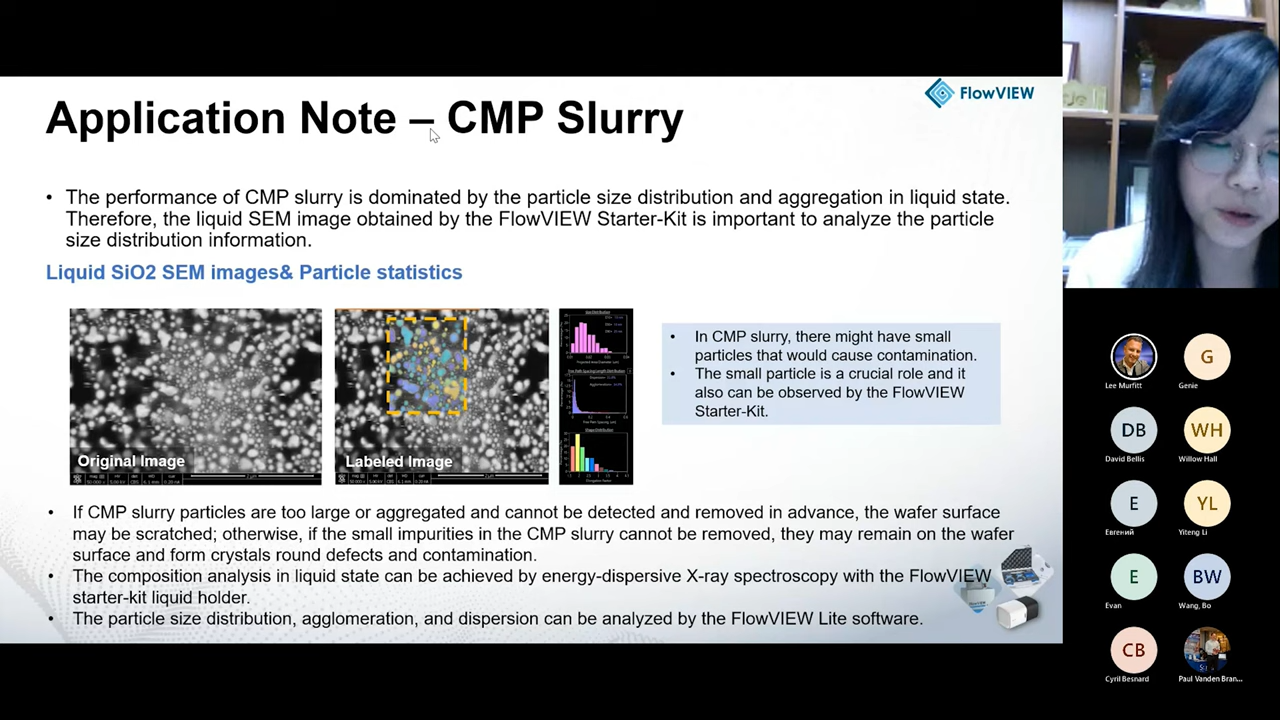 FlowVIEW
Application Note – CMP Slurry
• The performance of CMP slurry is dominated by the particle size distribution and aggregation in liquid state.
Therefore, the liquid SEM image obtained by the FlowVIEW Starter-Kit is important to analyze the particle
size distribution information.
Liquid SiO2 SEM images& Particle statistics
Original Image
Labeled Image
• In CMP slurry, there might have small
particles that would cause contamination.
• The small particle is a crucial role and it
also can be observed by the FlowVIEW
Starter-Kit.
• If CMP slurry particles are too large or aggregated and cannot be detected and removed in advance, the wafer surface
may be scratched; otherwise, if the small impurities in the CMP slurry cannot be removed, they may remain on the wafer
surface and form crystals round defects and contamination.
• The composition analysis in liquid state can be achieved by energy-dispersive X-ray spectroscopy with the FlowVIEW
starter-kit liquid holder.
• The particle size distribution, agglomeration, and dispersion can be analyzed by the FlowVIEW Lite software.
Lee Murfitt
G
Genie
DB
David Bellis
WH
Willow Hall
E
Евгений
YL
Yiteng Li
E
Evan
BW
Wang, Bo
CB
Cyril Besnard
Paul Vanden Bran...